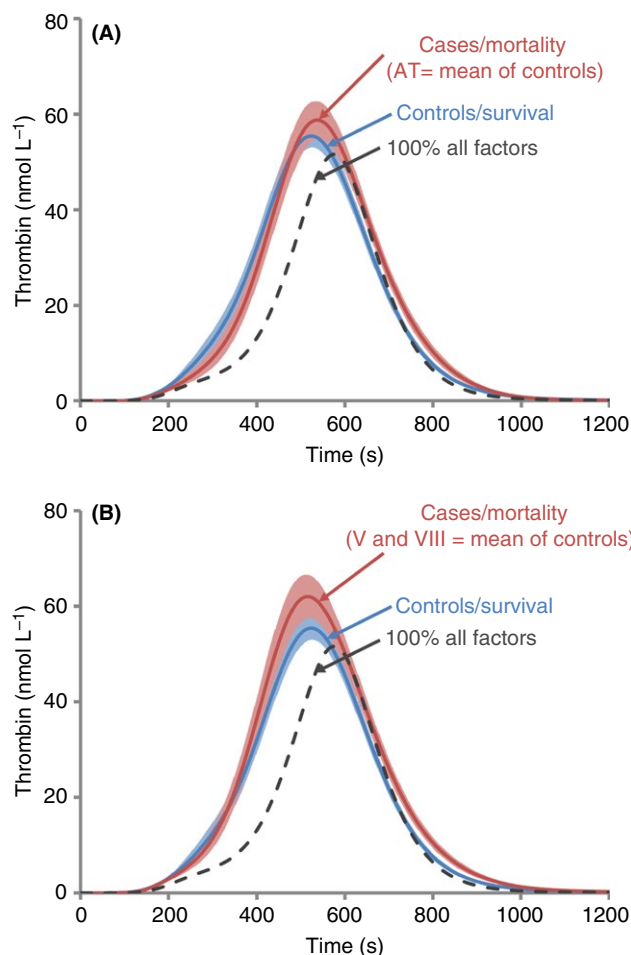 (A)
80
60
40
20
0
Thrombin (nmol L⁻¹)
Cases/mortality
(AT= mean of controls)
Controls/survival
100% all factors
0 200 400 600 800 1000 1200
Time (s)
(B)
80
60
40
20
0
Thrombin (nmol L⁻¹)
Cases/mortality
(V and VIII = mean of controls)
Controls/survival
100% all factors
0 200 400 600 800 1000 1200
Time (s)